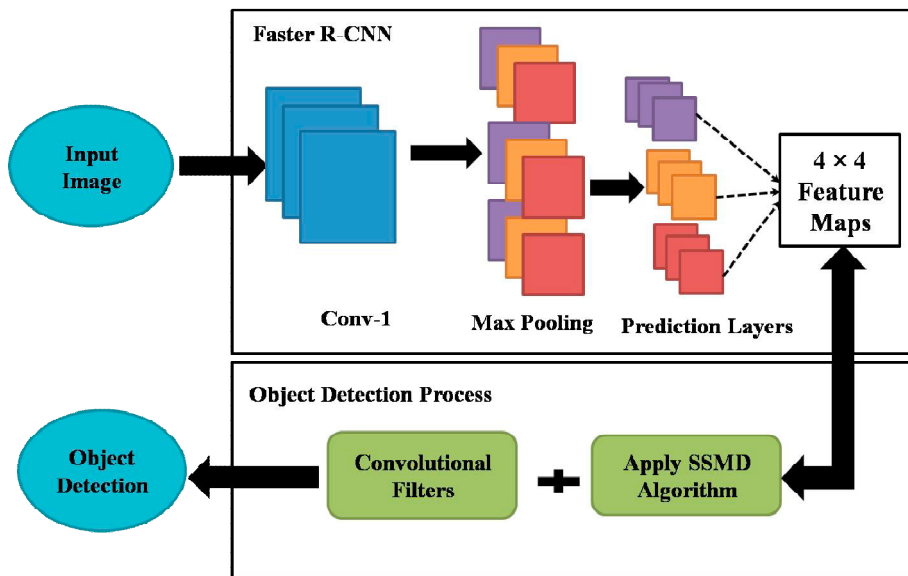 Faster R-CNN
Input
Image
4 × 4
Feature
Maps
Conv-1
Max Pooling
Prediction Layers
Object Detection Process
Object
Detection
Convolutional
Filters
Apply SSMD
Algorithm